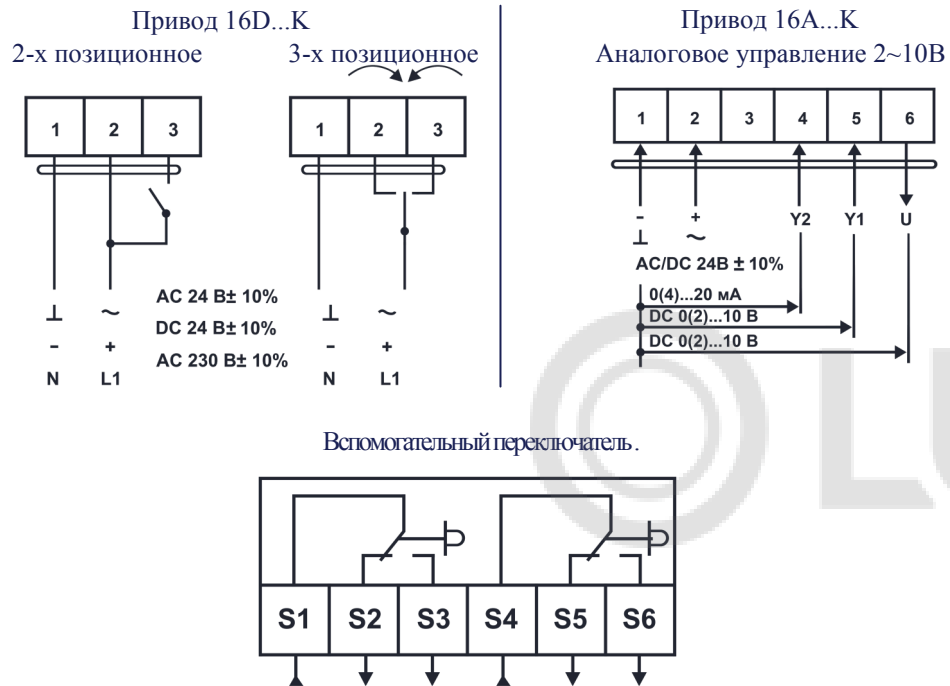 Привод 16D...K
2-х позиционное
3-х позиционное
1 2 3
1 2 3
AC 24 В± 10%
DC 24 В± 10%
AC 230 В± 10%
⊥ ~
- +
N L1
⊥ ~
- +
N L1
Привод 16A...K
Аналоговое управление 2~10В
1 2 3 4 5 6
- + Y2 Y1 U
⊥ ~
AC/DC 24В ± 10%
0(4)...20 мА
DC 0(2)...10 В
DC 0(2)...10 В
Вспомогательный переключатель.
S1 S2 S3 S4 S5 S6
LU